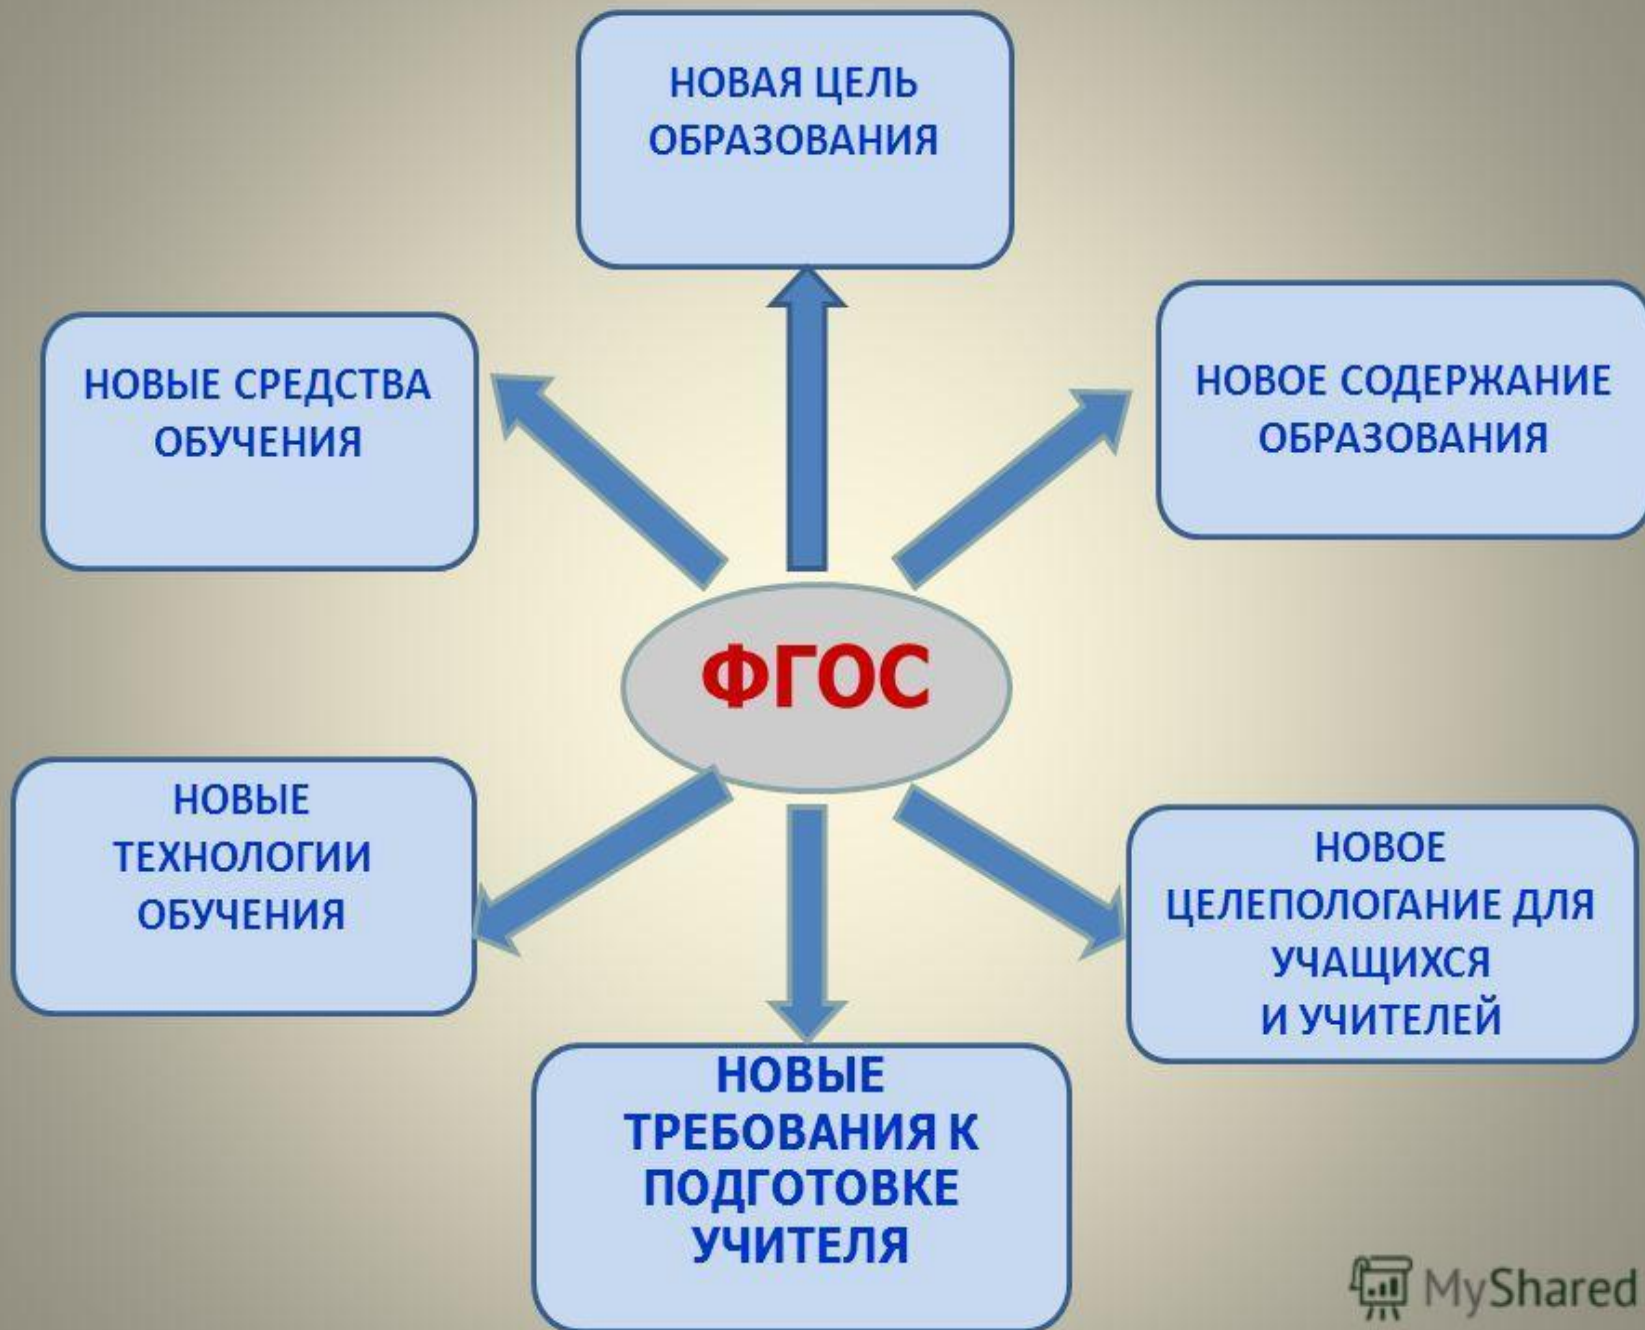 НОВАЯ ЦЕЛЬ
ОБРАЗОВАНИЯ
НОВЫЕ СРЕДСТВА
ОБУЧЕНИЯ
НОВОЕ СОДЕРЖАНИЕ
ОБРАЗОВАНИЯ
ФГОС
НОВЫЕ
ТЕХНОЛОГИИ
ОБУЧЕНИЯ
НОВОЕ
ЦЕЛЕПОЛОГАНИЕ ДЛЯ
УЧАЩИХСЯ
И УЧИТЕЛЕЙ
НОВЫЕ
ТРЕБОВАНИЯ К
ПОДГОТОВКЕ
УЧИТЕЛЯ
MyShared